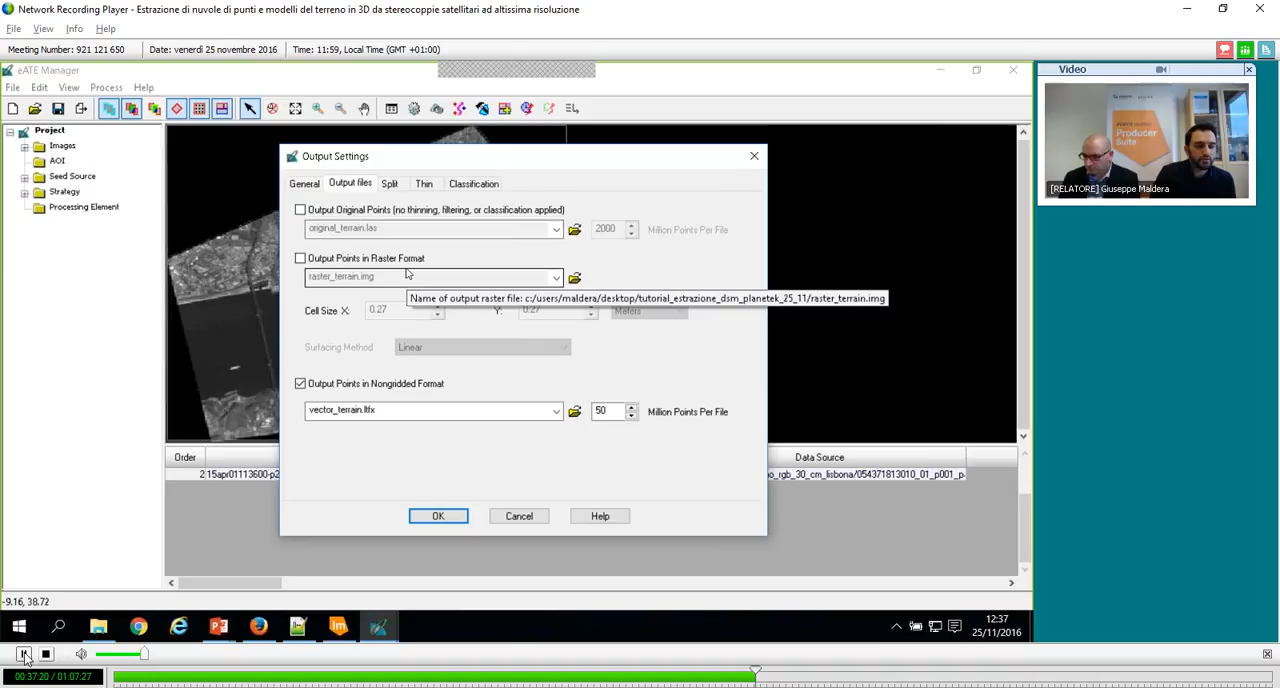 Network Recording Player - Estrazione di nuvole di punti e modelli del terreno in 3D da stereocoppie satellitari ad altissima risoluzione
File View Info Help
Meeting Number: 921 121 650 Date: venerdì 25 novembre 2016 Time: 11:59, Local Time (GMT +01:00)
eATE Manager
File Edit View Process Help
Project
Images
AOI
Seed Source
Strategy
Processing Element
Output Settings
General Output files Split Thin Classification
Output Original Points (no thinning, filtering, or classification applied)
original_terrain.las 2000 Million Points Per File
Output Points in Raster Format
raster_terrain.img
Name of output raster file: c:/users/maldera/desktop/tutorial_estrazione_dsm_planetek_25_11/raster_terrain.img
Cell Size X: 0.27 Y: 0.27 Meters
Surfacing Method Linear
Output Points in Nongridded Format
vector_terrain.ltfx 50 Million Points Per File
OK Cancel Help
Order Data Source
2 15apr01113600-p2 o_rgb_30_cm_lisbona/054371813010_01_p001_p
-9.16, 38.72
Video
Producer
Suite
[RELATORE] Giuseppe Maldera
12:37
25/11/2016
00:37:20 / 01:07:27